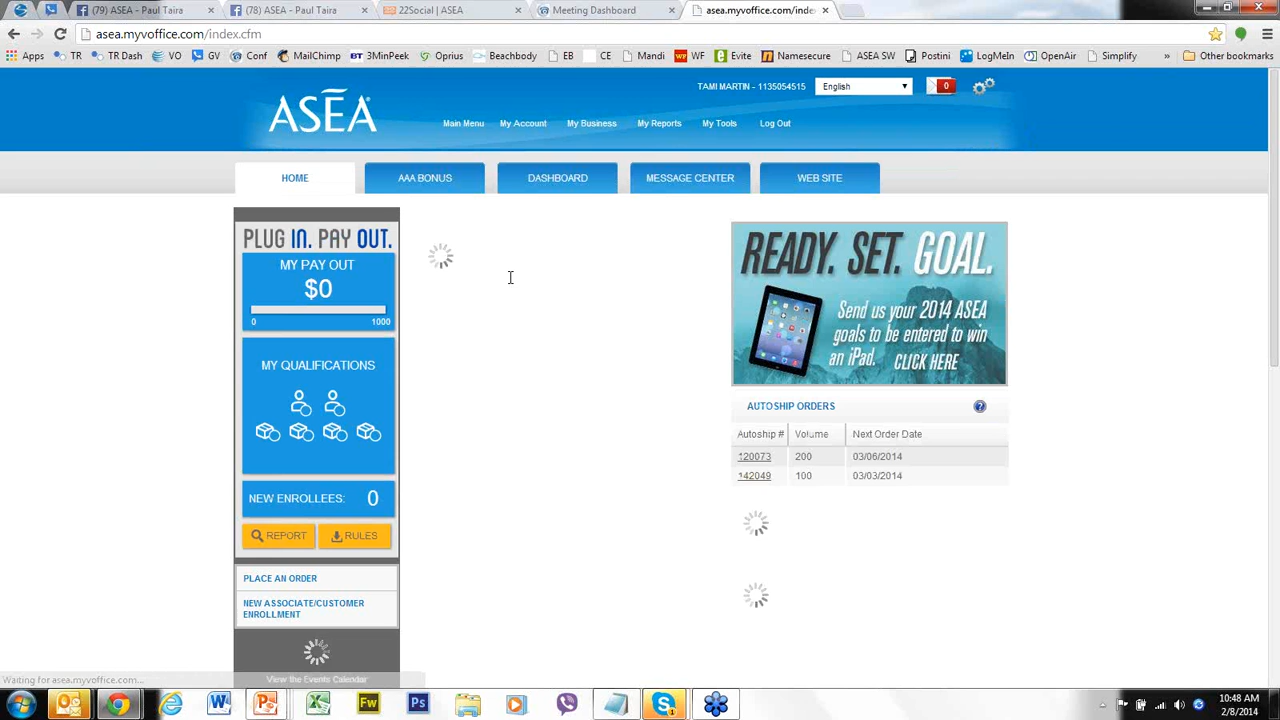 (79) ASEA - Paul Taira
(78) ASEA - Paul Taira
22Social | ASEA
Meeting Dashboard
asea.myvoffice.com/inde
asea.myvoffice.com/index.cfm
Apps TR TR Dash VO GV Conf MailChimp 3MinPeek Oprius Beachbody EB CE Mandi WF Evite Namesecure ASEA SW Postini LogMeIn OpenAir Simplify » Other bookmarks
TAMI MARTIN - 1135054515 English 0
ASEA
Main Menu My Account My Business My Reports My Tools Log Out
HOME AAA BONUS DASHBOARD MESSAGE CENTER WEB SITE
PLUG IN. PAY OUT.
MY PAY OUT
$0
0 1000
MY QUALIFICATIONS
NEW ENROLLEES: 0
REPORT RULES
PLACE AN ORDER
NEW ASSOCIATE/CUSTOMER
ENROLLMENT
View the Events Calendar
READY. SET. GOAL.
Send us your 2014 ASEA
goals to be entered to win
an iPad. CLICK HERE
AUTOSHIP ORDERS ?
Autoship # Volume Next Order Date
120073 200 03/06/2014
142049 100 03/03/2014
Waiting for asea.myvoffice.com...
10:48 AM
2/8/2014